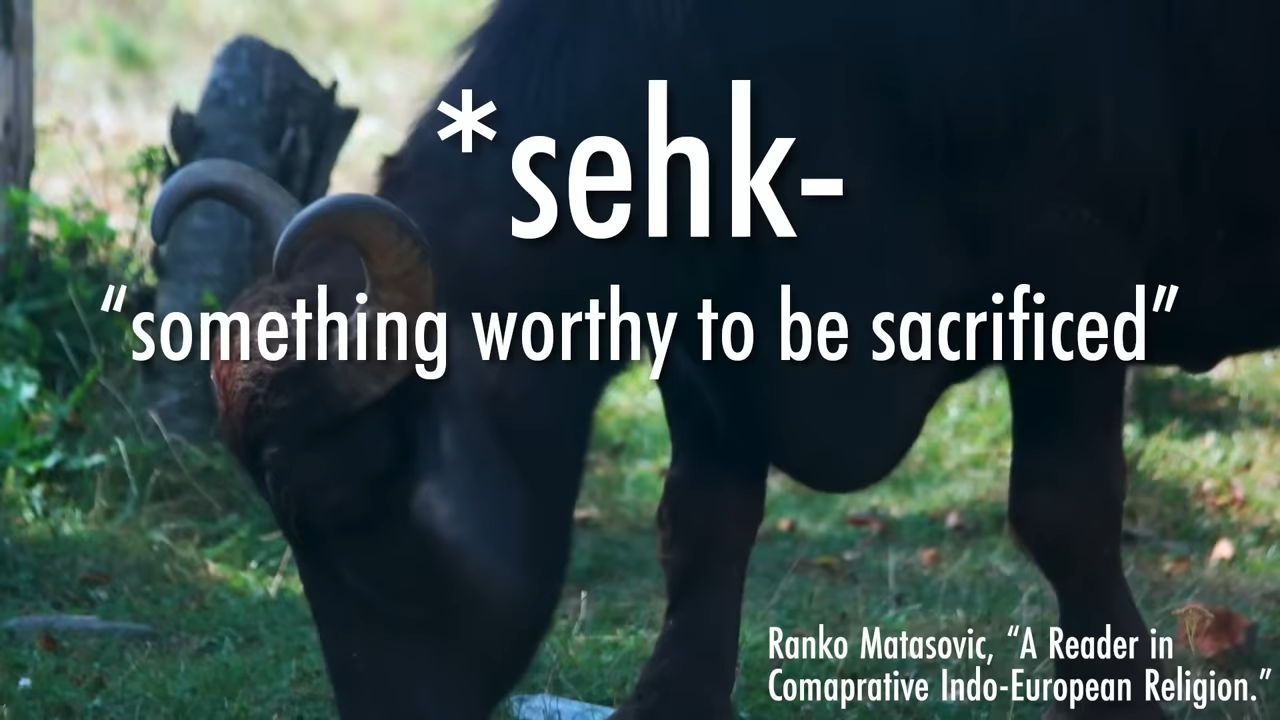 *sehk-
“something worthy to be sacrificed”
Ranko Matasovic, “A Reader in
Comaprative Indo-European Religion.”